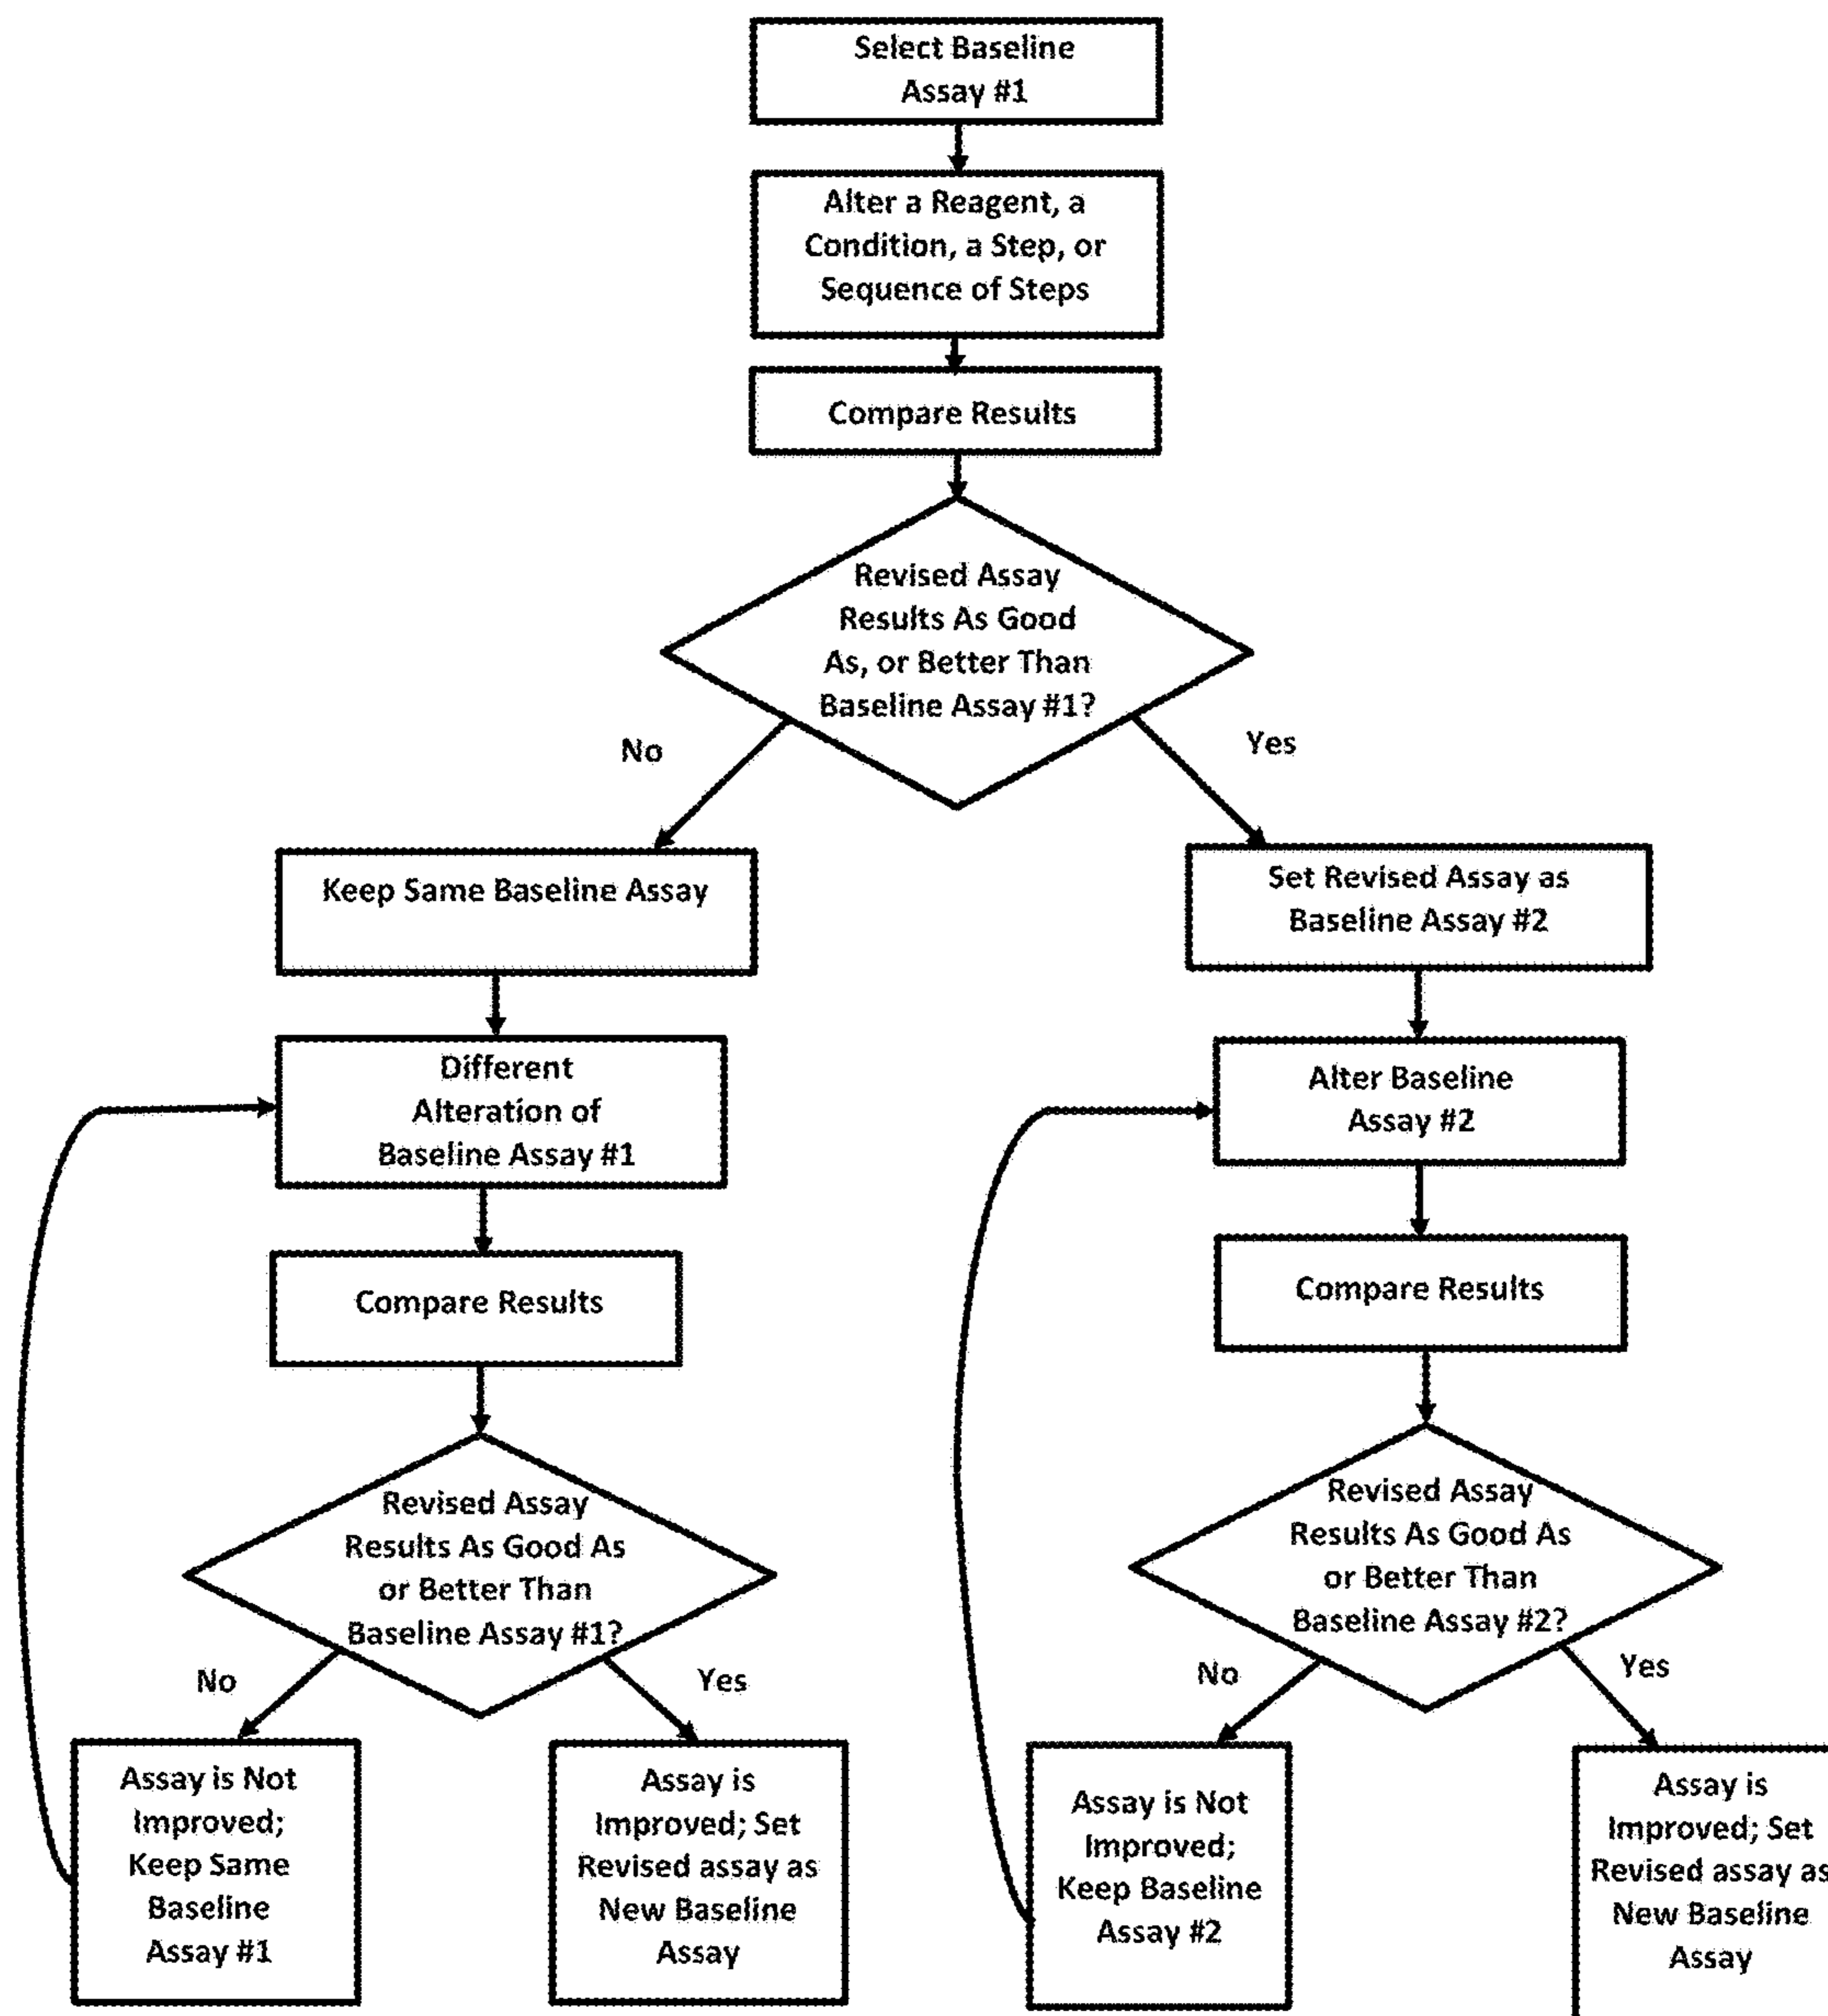 Select Baseline
Assay #1
Alter a Reagent, a
Condition, a Step, or
Sequence of Steps
Compare Results
Revised Assay
Results As Good
As, or Better Than
Baseline Assay #1?
No
Yes
Keep Same Baseline Assay
Set Revised Assay as
Baseline Assay #2
Different
Alteration of
Baseline Assay #1
Alter Baseline
Assay #2
Compare Results
Compare Results
Revised Assay
Results As Good As
or Better Than
Baseline Assay #1?
Revised Assay
Results As Good As
or Better Than
Baseline Assay #2?
No
Yes
No
Yes
Assay is Not
Improved;
Keep Same
Baseline
Assay #1
Assay is
Improved; Set
Revised assay as
New Baseline
Assay
Assay is Not
Improved;
Keep Baseline
Assay #2
Assay is
Improved; Set
Revised assay as
New Baseline
Assay